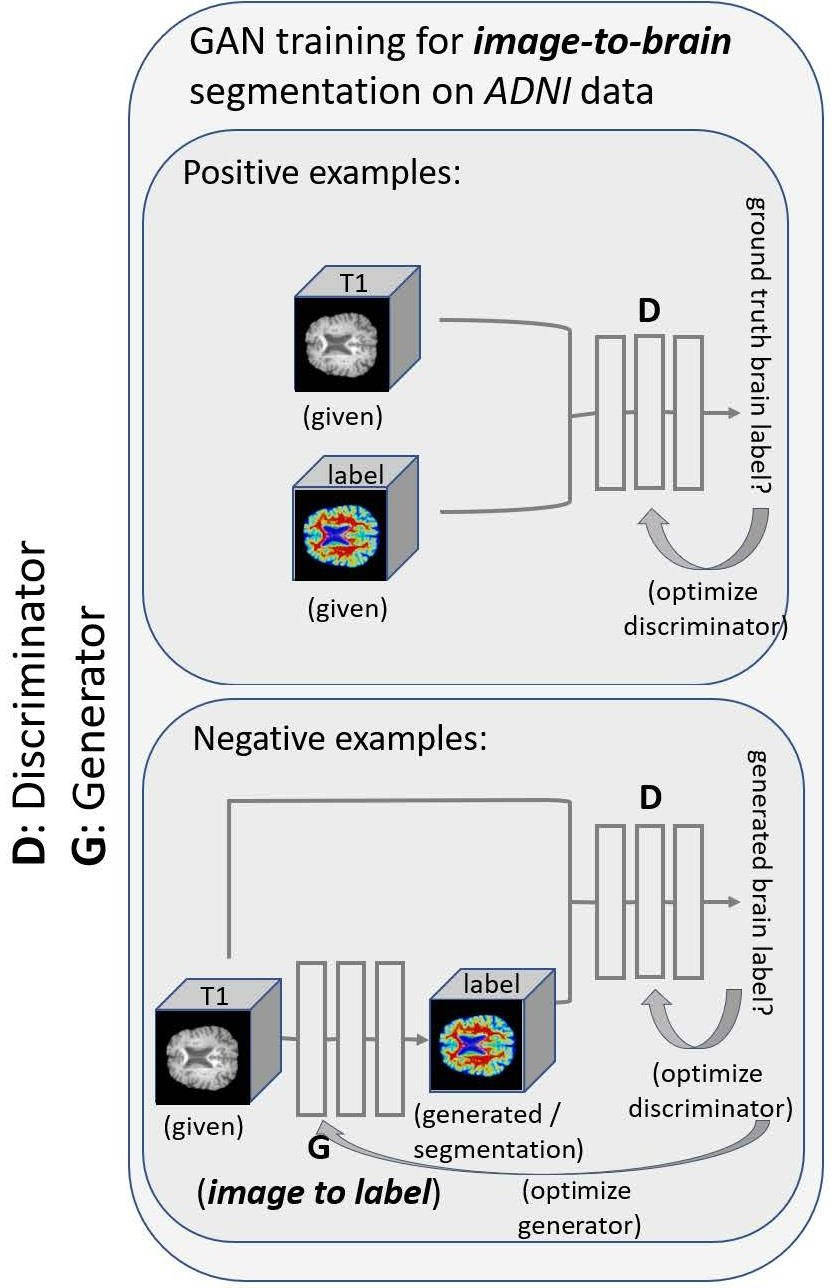 GAN training for image-to-brain
segmentation on ADNI data
Positive examples:
T1
(given)
label
(given)
D
ground truth brain label?
(optimize
discriminator)
D: Discriminator
G: Generator
Negative examples:
D
generated brain label?
T1
(given)
label
(generated /
segmentation)
G
(image to label)
(optimize
discriminator)
(optimize
generator)